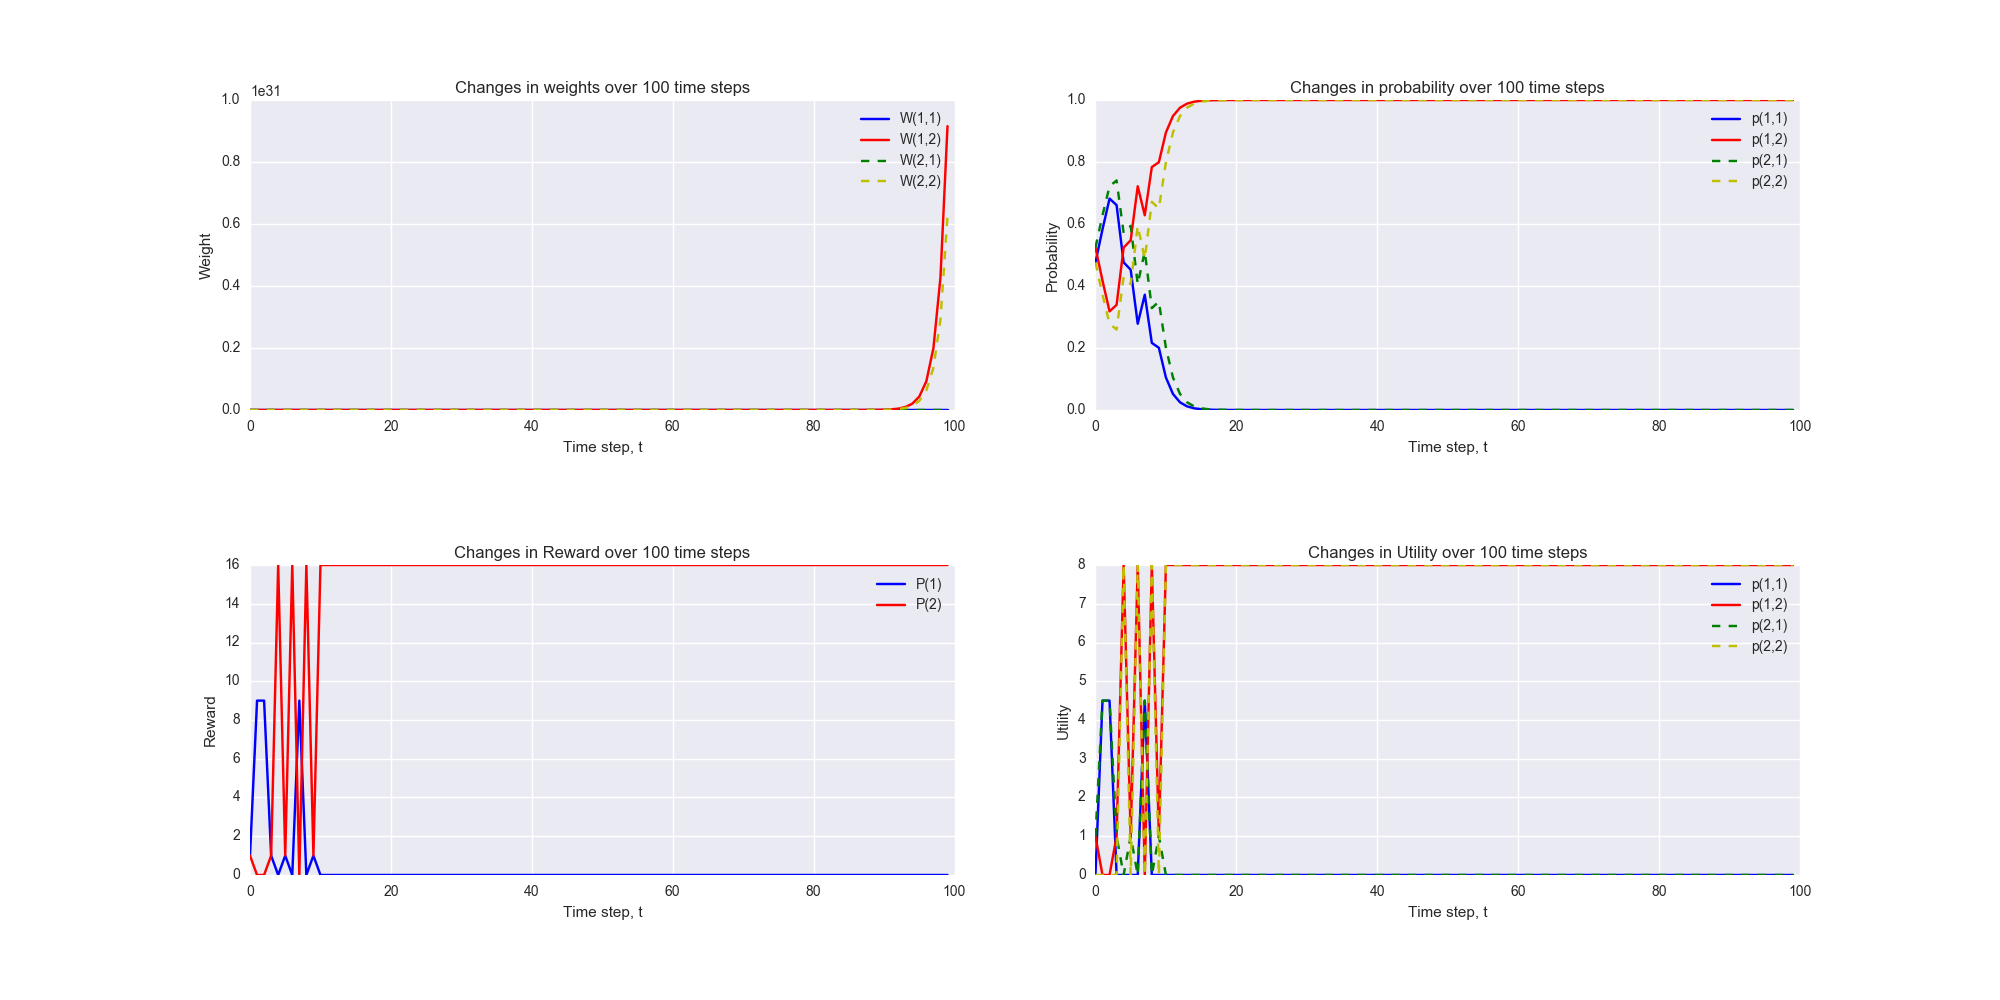 Changes in weights over 100 time steps
1e31
1.0
0.8
0.6
0.4
0.2
0.0
Weight
0 20 40 60 80 100
Time step, t
W(1,1)
W(1,2)
W(2,1)
W(2,2)
Changes in probability over 100 time steps
1.0
0.8
0.6
0.4
0.2
0.0
Probability
0 20 40 60 80 100
Time step, t
p(1,1)
p(1,2)
p(2,1)
p(2,2)
Changes in Reward over 100 time steps
16
14
12
10
8
6
4
2
0
Reward
0 20 40 60 80 100
Time step, t
P(1)
P(2)
Changes in Utility over 100 time steps
8
7
6
5
4
3
2
1
0
Utility
0 20 40 60 80 100
Time step, t
p(1,1)
p(1,2)
p(2,1)
p(2,2)